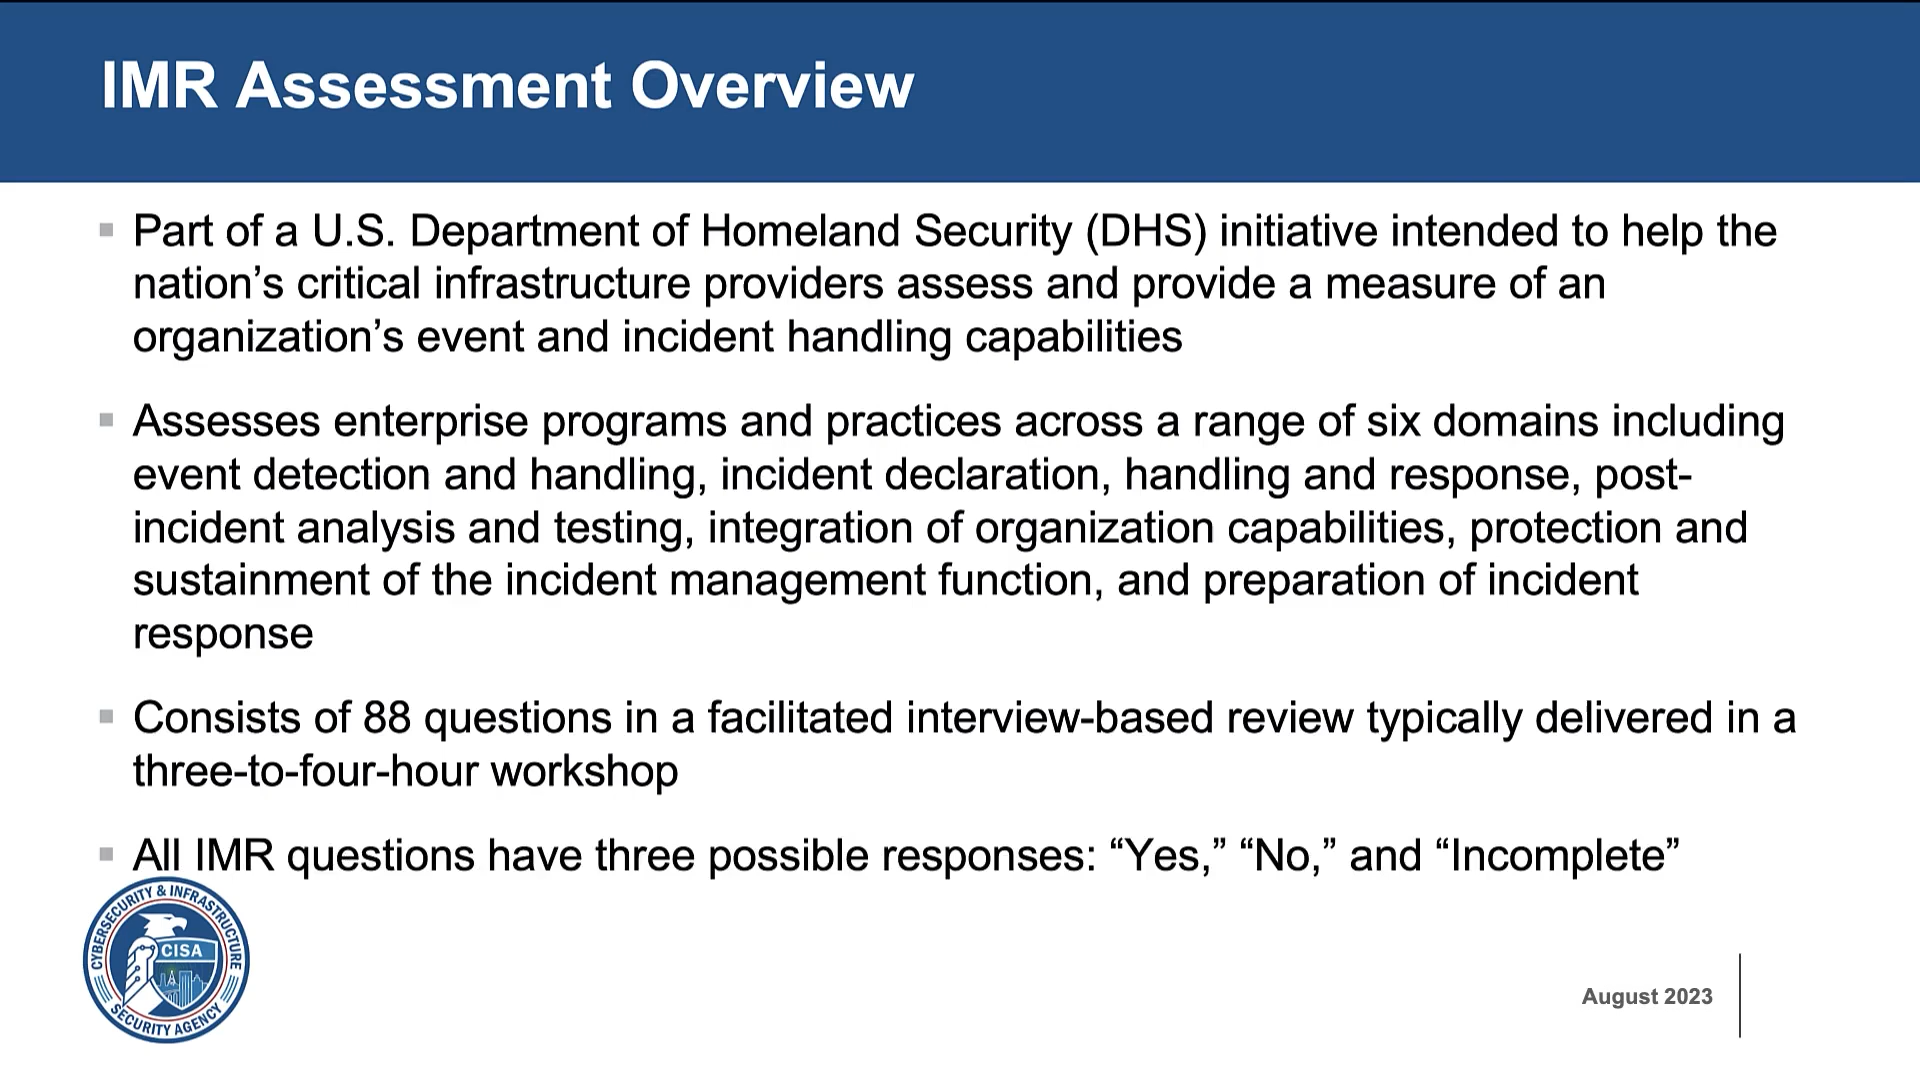 IMR Assessment Overview
▪ Part of a U.S. Department of Homeland Security (DHS) initiative intended to help the
nation’s critical infrastructure providers assess and provide a measure of an
organization’s event and incident handling capabilities
▪ Assesses enterprise programs and practices across a range of six domains including
event detection and handling, incident declaration, handling and response, post-
incident analysis and testing, integration of organization capabilities, protection and
sustainment of the incident management function, and preparation of incident
response
▪ Consists of 88 questions in a facilitated interview-based review typically delivered in a
three-to-four-hour workshop
▪ All IMR questions have three possible responses: “Yes,” “No,” and “Incomplete”
CYBERSECURITY & INFRASTRUCTURE
CISA
SECURITY AGENCY
August 2023